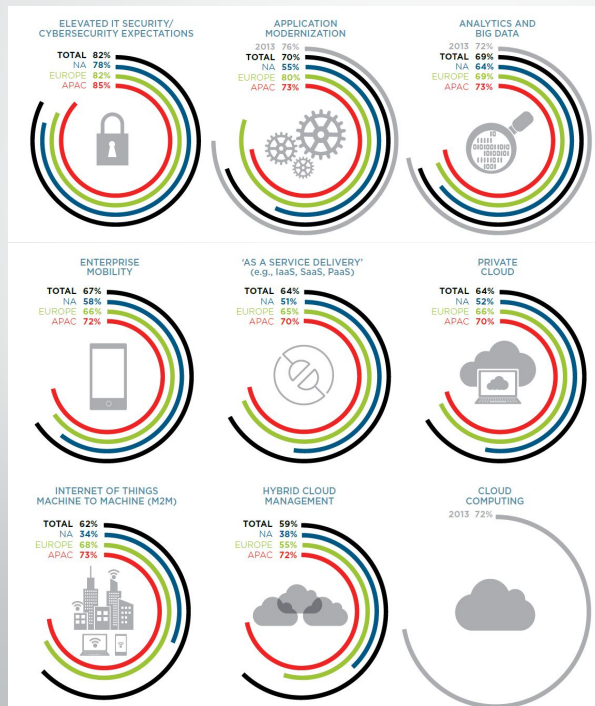 ELEVATED IT SECURITY/
CYBERSECURITY EXPECTATIONS
TOTAL 82%
NA 78%
EUROPE 82%
APAC 85%
APPLICATION
MODERNIZATION
2013 76%
TOTAL 70%
NA 55%
EUROPE 80%
APAC 73%
ANALYTICS AND
BIG DATA
2013 72%
TOTAL 69%
NA 64%
EUROPE 69%
APAC 73%
ENTERPRISE
MOBILITY
TOTAL 67%
NA 58%
EUROPE 66%
APAC 72%
'AS A SERVICE DELIVERY'
(e.g., IaaS, SaaS, PaaS)
TOTAL 64%
NA 51%
EUROPE 65%
APAC 70%
PRIVATE
CLOUD
TOTAL 64%
NA 52%
EUROPE 66%
APAC 70%
INTERNET OF THINGS
MACHINE TO MACHINE (M2M)
TOTAL 62%
NA 34%
EUROPE 68%
APAC 73%
HYBRID CLOUD
MANAGEMENT
TOTAL 59%
NA 38%
EUROPE 55%
APAC 72%
CLOUD
COMPUTING
2013 72%